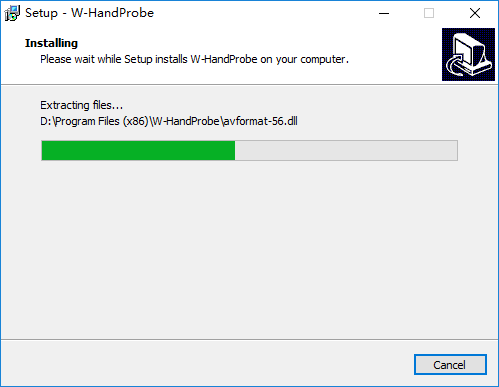 Setup - W-HandProbe
Installing
Please wait while Setup installs W-HandProbe on your computer.
Extracting files...
D:\Program Files (x86)\W-HandProbe\avformat-56.dll
Cancel